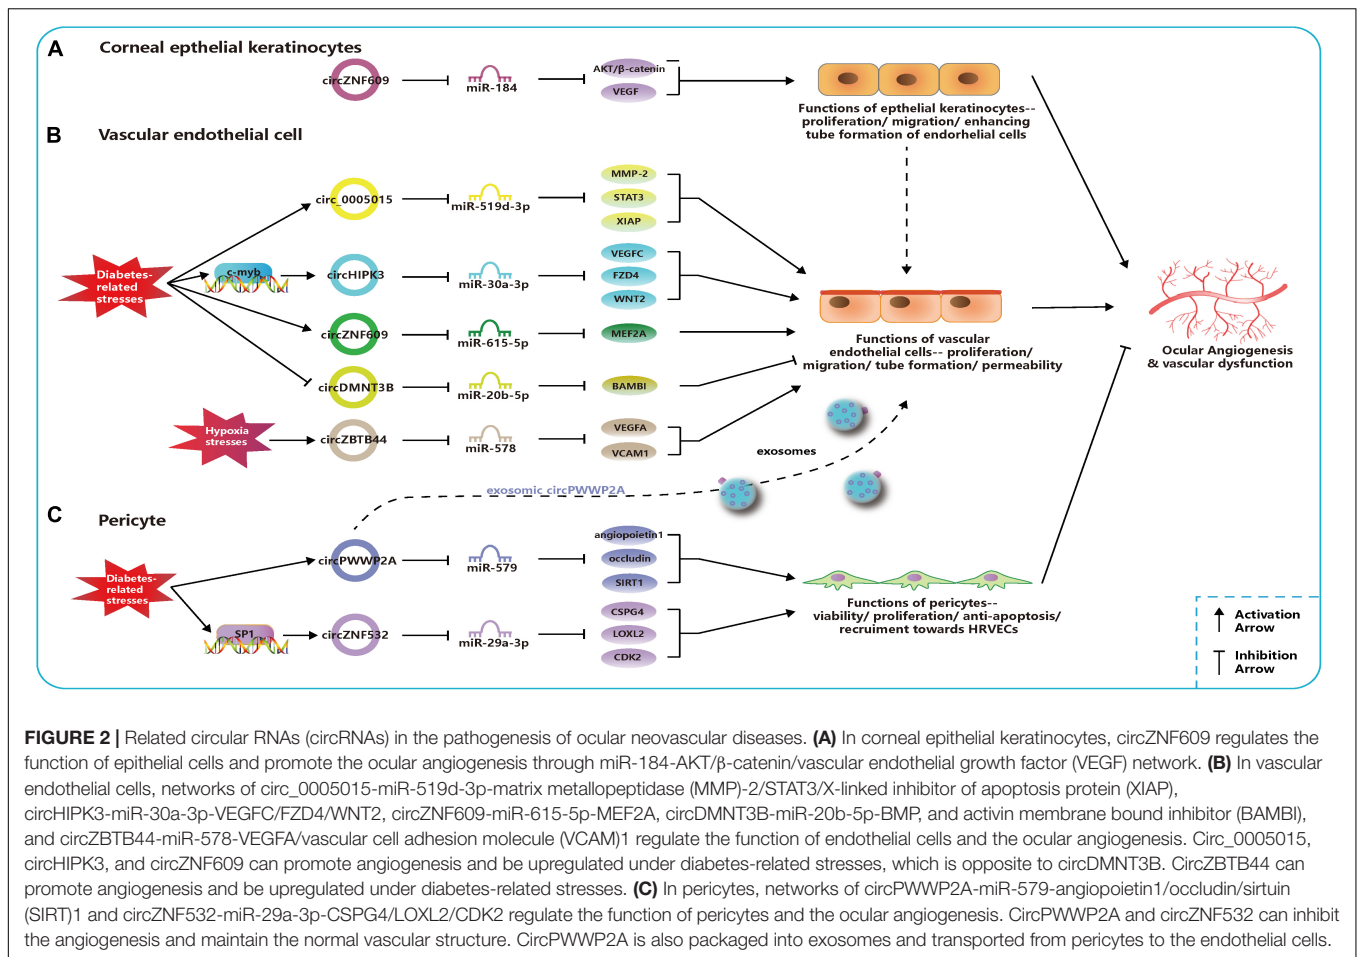 A Corneal epthelial keratinocytes
circZNF609
miR-184
AKT/β-catenin
VEGF
Functions of epthelial keratinocytes--
proliferation/ migration/ enhancing
tube formation of endorhelial cells
B Vascular endothelial cell
Diabetes-
related
stresses
circ_0005015
miR-519d-3p
MMP-2
STAT3
XIAP
c-myb
circHIPK3
miR-30a-3p
VEGFC
FZD4
WNT2
circZNF609
miR-615-5p
MEF2A
circDMNT3B
miR-20b-5p
BAMBI
Hypoxia
stresses
circZBTB44
miR-578
VEGFA
VCAM1
Functions of vascular
endothelial cells-- proliferation/
migration/ tube formation/ permeability
Ocular Angiogenesis
& vascular dysfunction
exosomes
exosomic circPWWP2A
C Pericyte
Diabetes-
related
stresses
circPWWP2A
miR-579
angiopoietin1
occludin
SIRT1
SP1
circZNF532
miR-29a-3p
CSPG4
LOXL2
CDK2
Functions of pericytes--
viability/ proliferation/ anti-apoptosis/
recruiment towards HRVECs
Activation
Arrow
Inhibition
Arrow
FIGURE 2 | Related circular RNAs (circRNAs) in the pathogenesis of ocular neovascular diseases. (A) In corneal epithelial keratinocytes, circZNF609 regulates the
function of epithelial cells and promote the ocular angiogenesis through miR-184-AKT/β-catenin/vascular endothelial growth factor (VEGF) network. (B) In vascular
endothelial cells, networks of circ_0005015-miR-519d-3p-matrix metallopeptidase (MMP)-2/STAT3/X-linked inhibitor of apoptosis protein (XIAP),
circHIPK3-miR-30a-3p-VEGFC/FZD4/WNT2, circZNF609-miR-615-5p-MEF2A, circDMNT3B-miR-20b-5p-BMP, and activin membrane bound inhibitor (BAMBI),
and circZBTB44-miR-578-VEGFA/vascular cell adhesion molecule (VCAM)1 regulate the function of endothelial cells and the ocular angiogenesis. Circ_0005015,
circHIPK3, and circZNF609 can promote angiogenesis and be upregulated under diabetes-related stresses, which is opposite to circDMNT3B. CircZBTB44 can
promote angiogenesis and be upregulated under diabetes-related stresses. (C) In pericytes, networks of circPWWP2A-miR-579-angiopoietin1/occludin/sirtuin
(SIRT)1 and circZNF532-miR-29a-3p-CSPG4/LOXL2/CDK2 regulate the function of pericytes and the ocular angiogenesis. CircPWWP2A and circZNF532 can inhibit
the angiogenesis and maintain the normal vascular structure. CircPWWP2A is also packaged into exosomes and transported from pericytes to the endothelial cells.